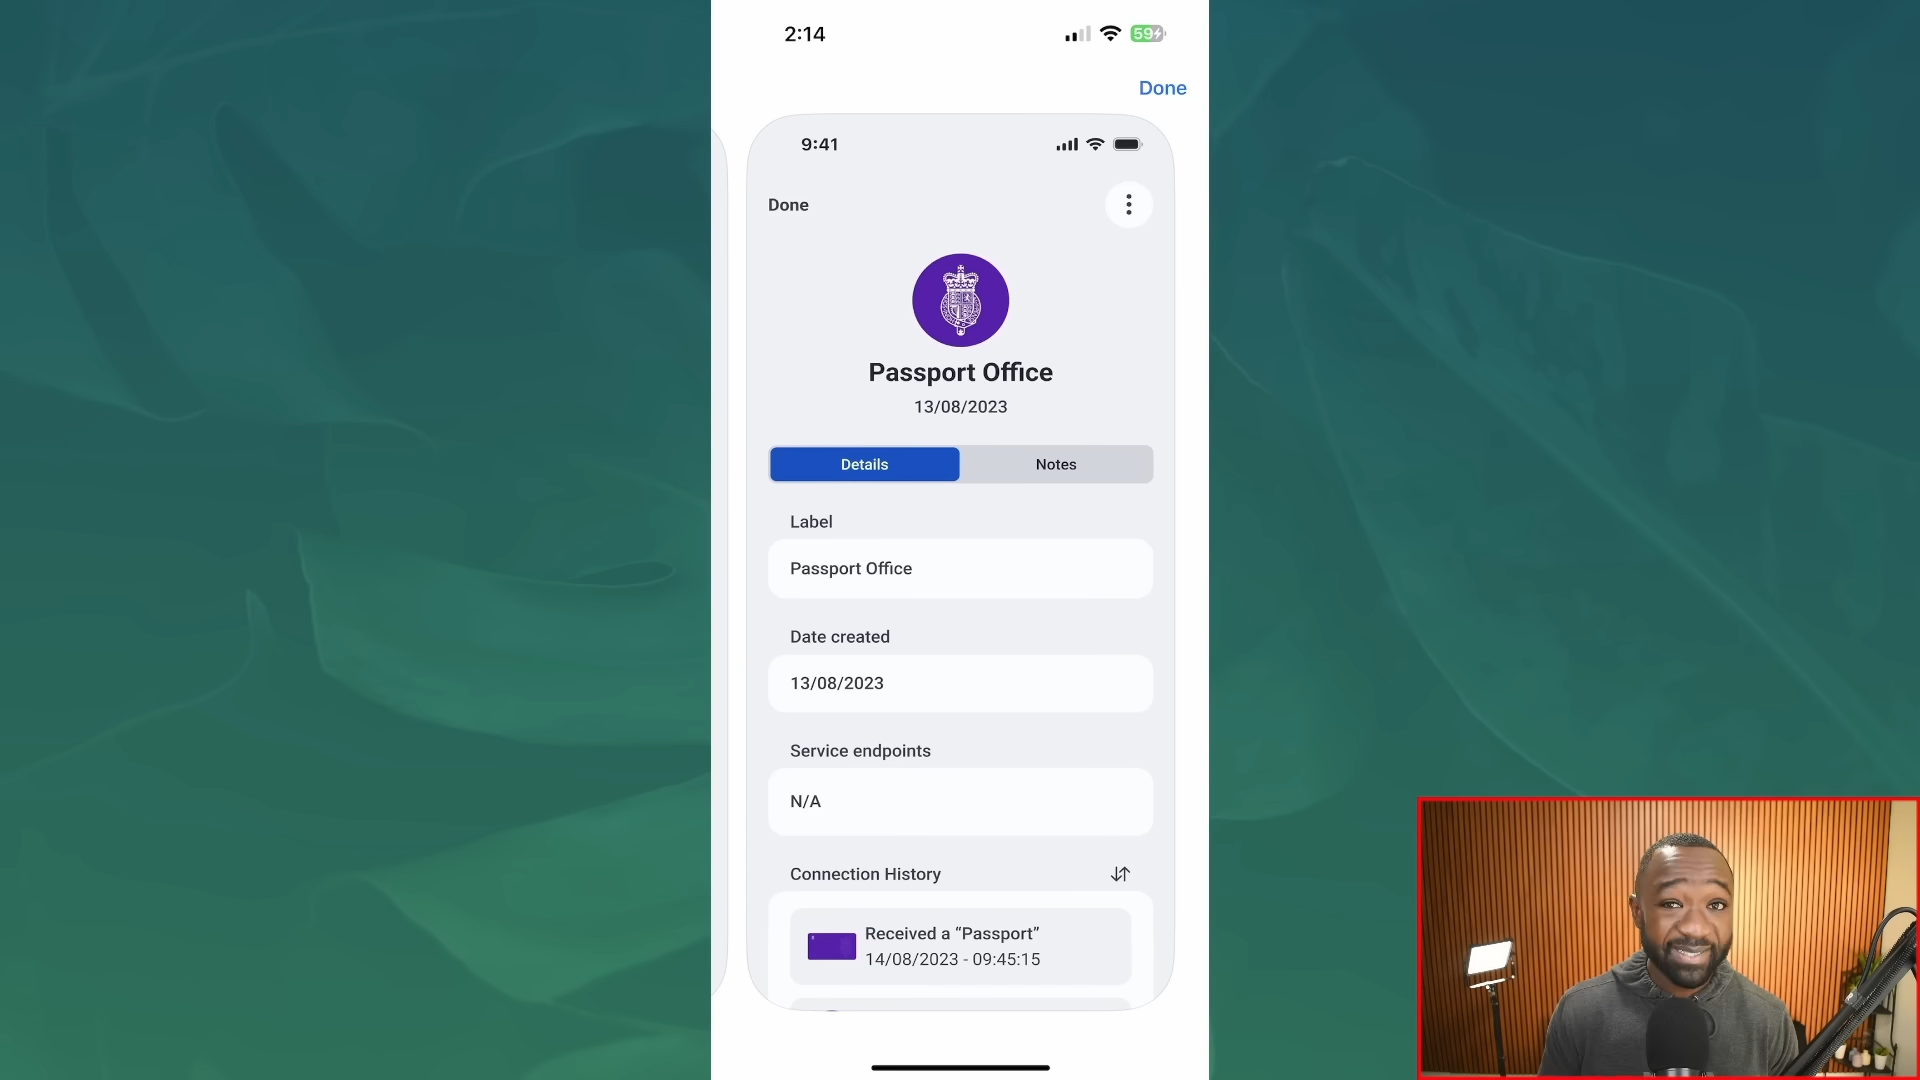 2:14
59
Done
9:41
Done
Passport Office
13/08/2023
Details
Notes
Label
Passport Office
Date created
13/08/2023
Service endpoints
N/A
Connection History
Received a “Passport”
14/08/2023 - 09:45:15